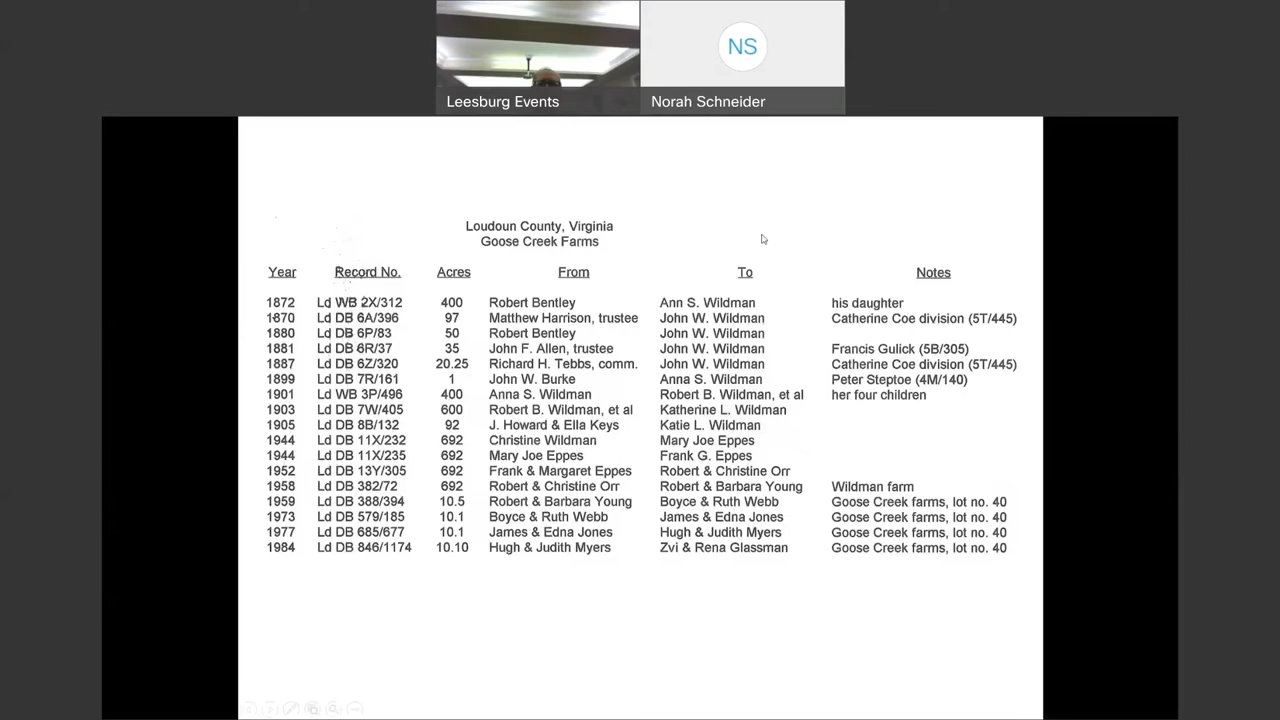 NS
Leesburg Events Norah Schneider
Loudoun County, Virginia
Goose Creek Farms
Year Record No. Acres From To Notes
1872 Ld WB 2X/312 400 Robert Bentley Ann S. Wildman his daughter
1870 Ld DB 6A/396 97 Matthew Harrison, trustee John W. Wildman Catherine Coe division (5T/445)
1880 Ld DB 6P/83 50 Robert Bentley John W. Wildman
1881 Ld DB 6R/37 35 John F. Allen, trustee John W. Wildman Francis Gulick (5B/305)
1887 Ld DB 6Z/320 20.25 Richard H. Tebbs, comm. John W. Wildman Catherine Coe division (5T/445)
1899 Ld DB 7R/161 1 John W. Burke Anna S. Wildman Peter Steptoe (4M/140)
1901 Ld WB 3P/496 400 Anna S. Wildman Robert B. Wildman, et al her four children
1903 Ld DB 7W/405 600 Robert B. Wildman, et al Katherine L. Wildman
1905 Ld DB 8B/132 92 J. Howard & Ella Keys Katie L. Wildman
1944 Ld DB 11X/232 692 Christine Wildman Mary Joe Eppes
1944 Ld DB 11X/235 692 Mary Joe Eppes Frank G. Eppes
1952 Ld DB 13Y/305 692 Frank & Margaret Eppes Robert & Christine Orr
1958 Ld DB 382/72 692 Robert & Christine Orr Robert & Barbara Young Wildman farm
1959 Ld DB 388/394 10.5 Robert & Barbara Young Boyce & Ruth Webb Goose Creek farms, lot no. 40
1973 Ld DB 579/185 10.1 Boyce & Ruth Webb James & Edna Jones Goose Creek farms, lot no. 40
1977 Ld DB 685/677 10.1 James & Edna Jones Hugh & Judith Myers Goose Creek farms, lot no. 40
1984 Ld DB 846/1174 10.10 Hugh & Judith Myers Zvi & Rena Glassman Goose Creek farms, lot no. 40